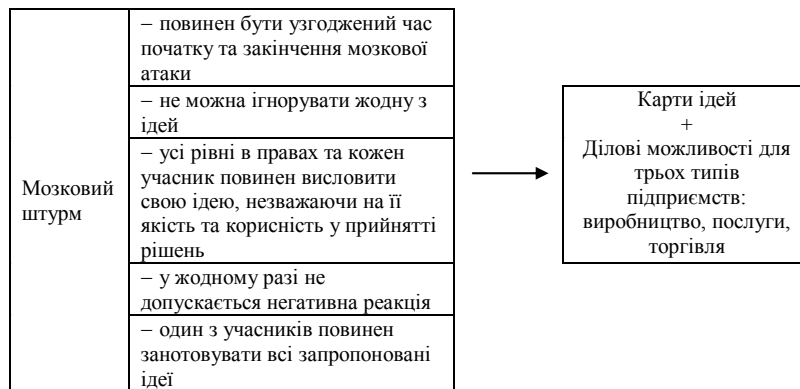 Мозковий
штурм
– повинен бути узгоджений час
початку та закінчення мозкової
атаки
– не можна ігнорувати жодну з
ідей
– усі рівні в правах та кожен
учасник повинен висловити
свою ідею, незважаючи на її
якість та корисність у прийнятті
рішень
– у жодному разі не
допускається негативна реакція
– один з учасників повинен
занотовувати всі запропоновані
ідеї
Карти ідей
+
Ділові можливості для
трьох типів
підприємств:
виробництво, послуги,
торгівля